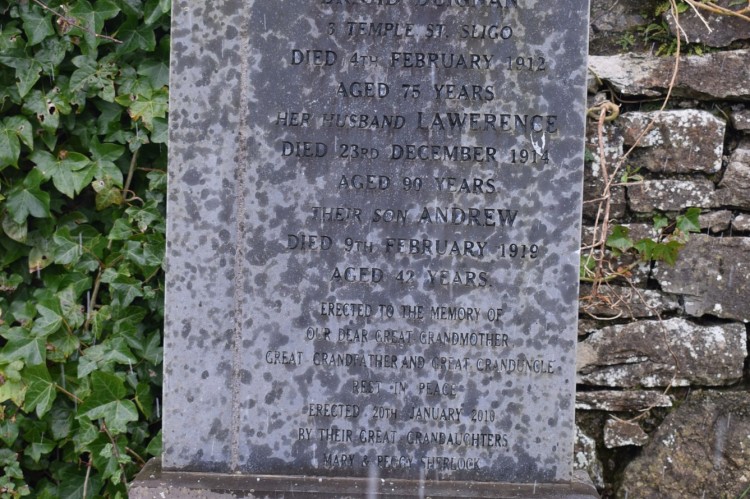 BRIGID DEIGNAN
3 TEMPLE ST. SLIGO
DIED 4TH FEBRUARY 1912
AGED 75 YEARS
HER HUSBAND LAWERENCE
DIED 23RD DECEMBER 1914
AGED 90 YEARS
THEIR SON ANDREW
DIED 9TH FEBRUARY 1919
AGED 42 YEARS.
ERECTED TO THE MEMORY OF
OUR DEAR GREAT GRANDMOTHER
GREAT GRANDFATHER AND GREAT GRANDUNCLE
REST IN PEACE
ERECTED 20TH JANUARY 2010
BY THEIR GREAT GRANDAUGHTERS
MARY & PEGGY SHERLOCK